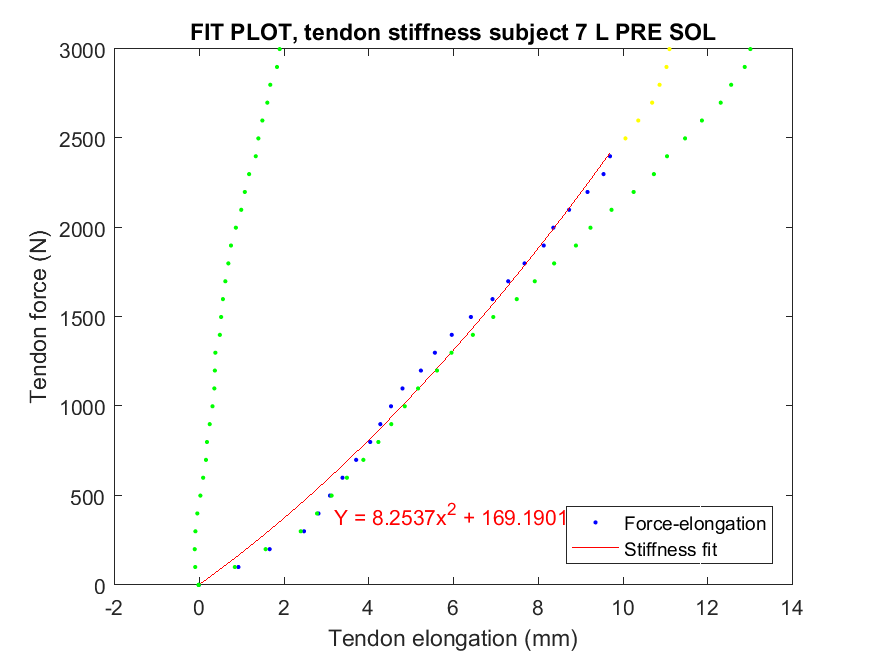 FIT PLOT, tendon stiffness subject 7 L PRE SOL
3000
2500
2000
1500
1000
500
0
Tendon force (N)
Y = 8.2537x² + 169.1901
Force-elongation
Stiffness fit
-2 0 2 4 6 8 10 12 14
Tendon elongation (mm)